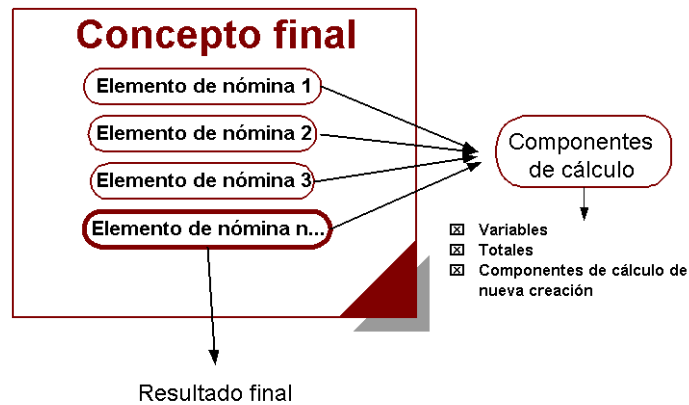 Concepto final
Elemento de nómina 1
Elemento de nómina 2
Elemento de nómina 3
Elemento de nómina n...
Componentes
de cálculo
Variables
Totales
Componentes de cálculo de
nueva creación
Resultado final